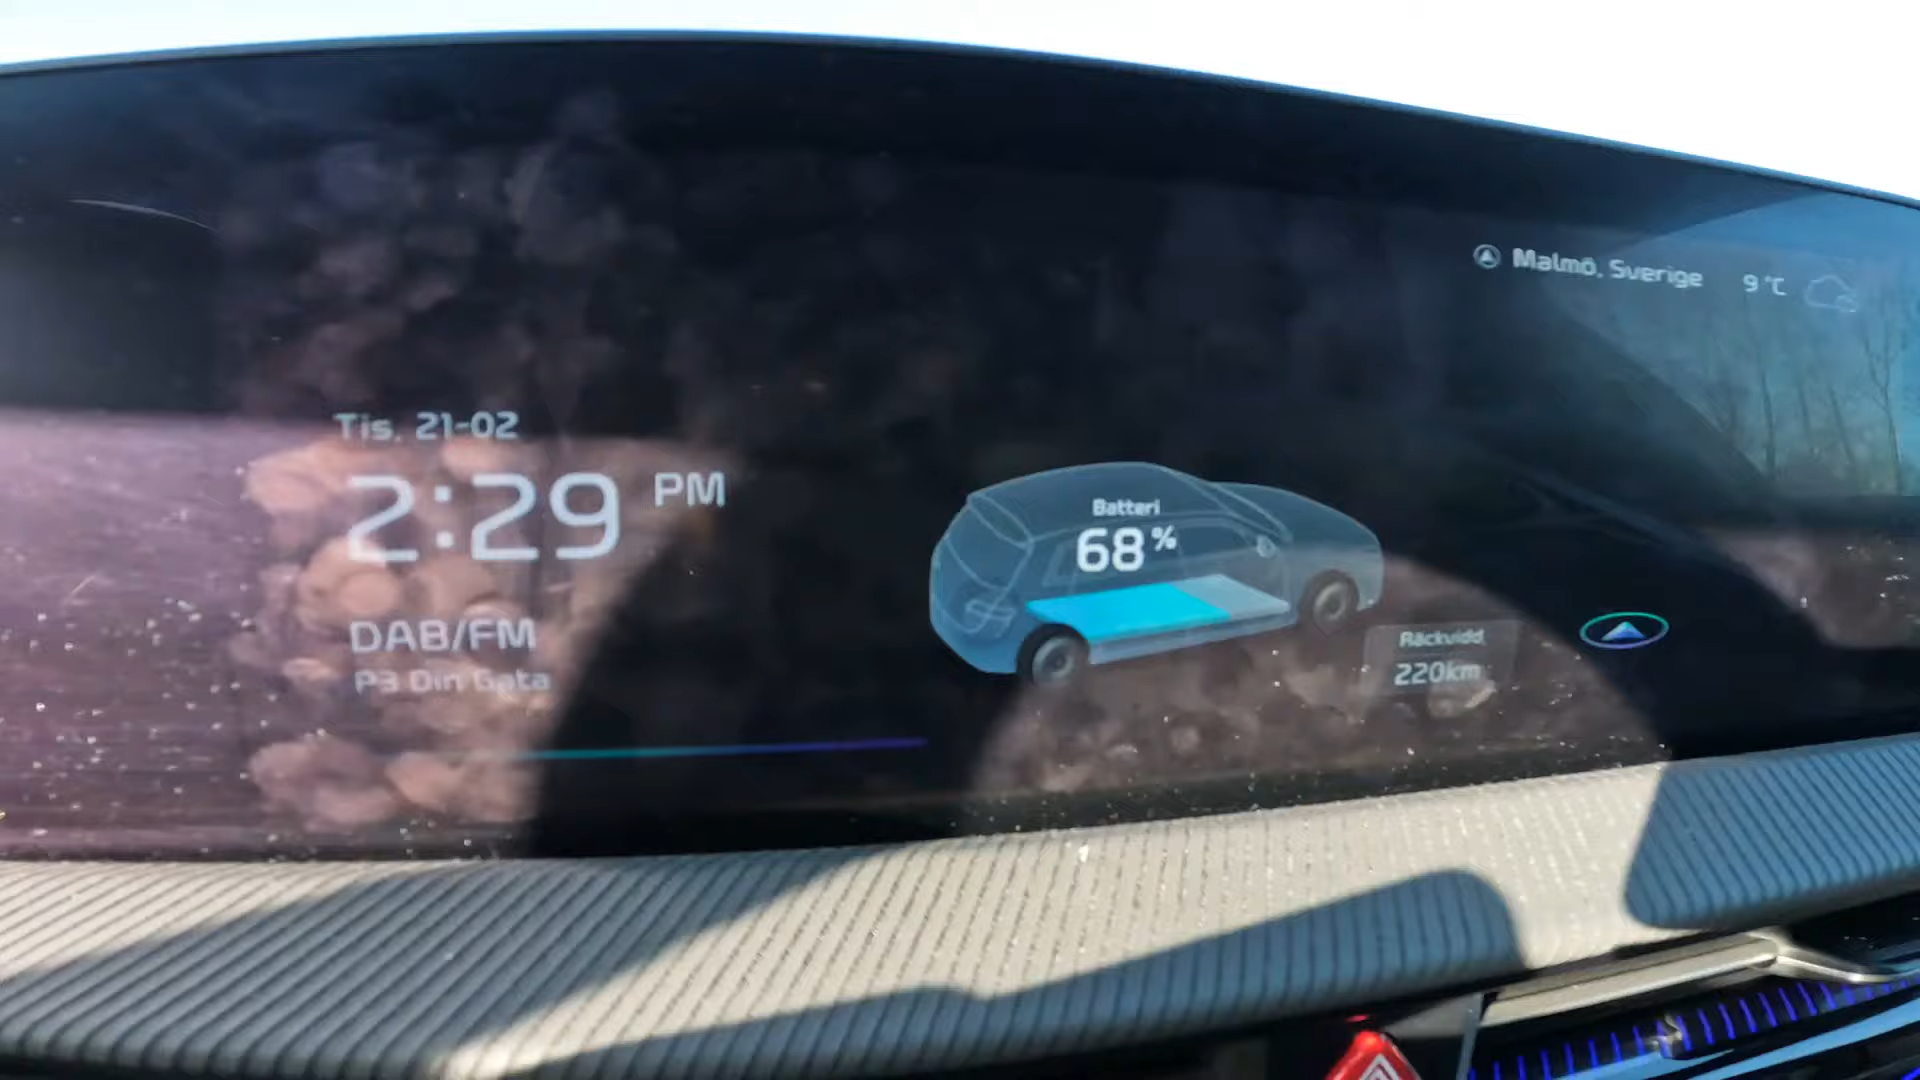 Malmö, Sverige 9 °C
Tis, 21-02
2:29 PM
DAB/FM
P3 Din Gata
Batteri
68%
Räckvidd
220km